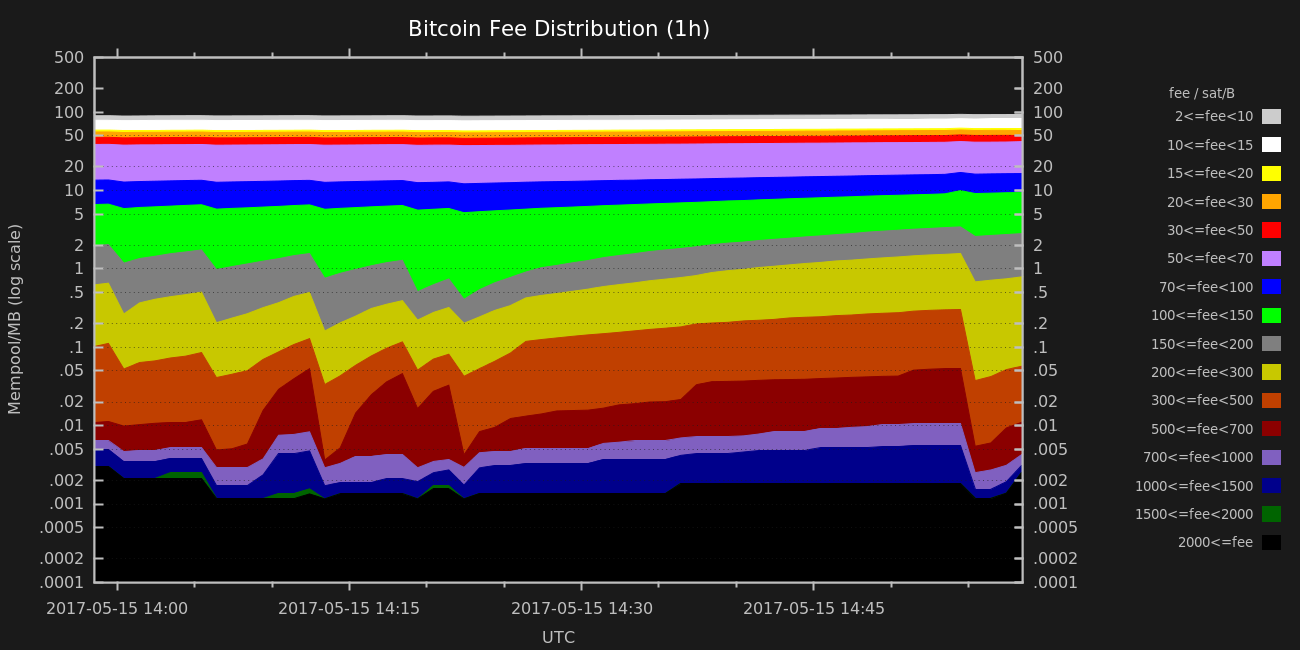 Bitcoin Fee Distribution (1h)
500 500
200 200
100 100
50 50
20 20
10 10
5 5
2 2
1 1
.5 .5
.2 .2
.1 .1
.05 .05
.02 .02
.01 .01
.005 .005
.002 .002
.001 .001
.0005 .0005
.0002 .0002
.0001 .0001
Mempool/MB (log scale)
2017-05-15 14:00 2017-05-15 14:15 2017-05-15 14:30 2017-05-15 14:45
UTC
fee / sat/B
2<=fee<10
10<=fee<15
15<=fee<20
20<=fee<30
30<=fee<50
50<=fee<70
70<=fee<100
100<=fee<150
150<=fee<200
200<=fee<300
300<=fee<500
500<=fee<700
700<=fee<1000
1000<=fee<1500
1500<=fee<2000
2000<=fee